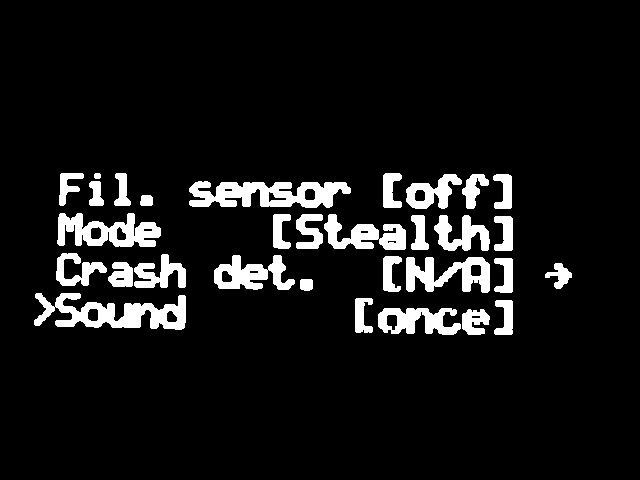 Fil. sensor [off]
Mode [Stealth]
Crash det. [N/A] →
>Sound [once]